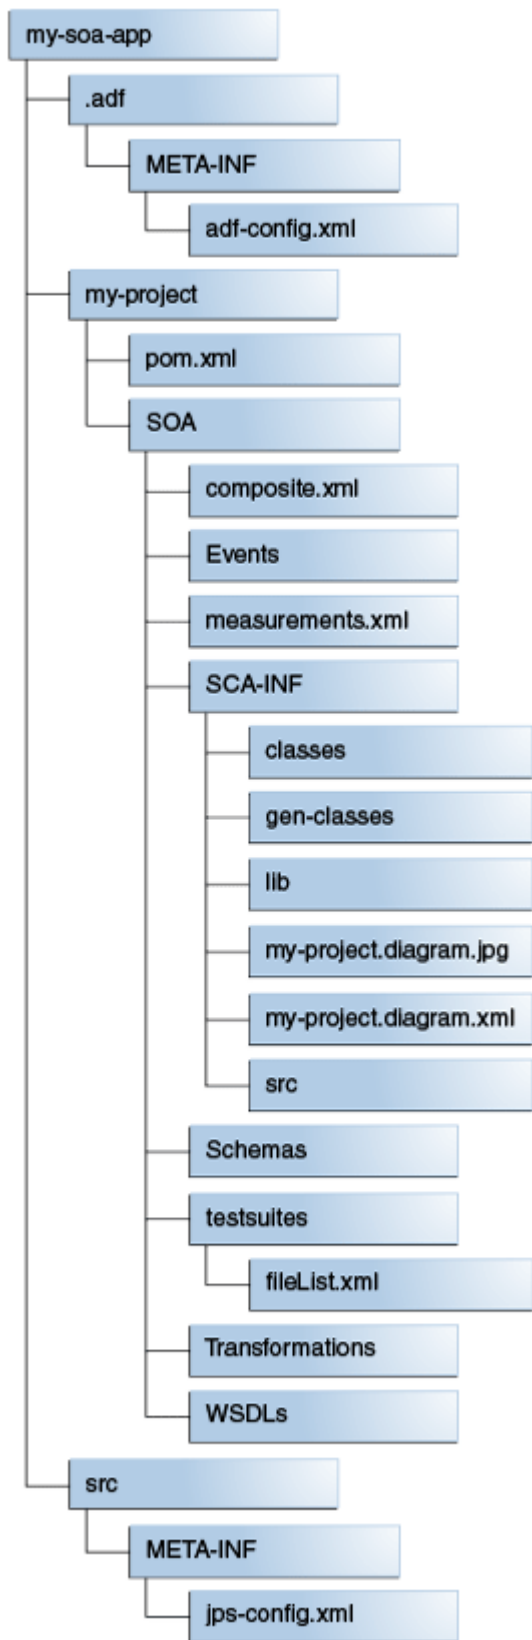 my-soa-app
.adf
META-INF
adf-config.xml
my-project
pom.xml
SOA
composite.xml
Events
measurements.xml
SCA-INF
classes
gen-classes
lib
my-project.diagram.jpg
my-project.diagram.xml
src
Schemas
testsuites
fileList.xml
Transformations
WSDLs
src
META-INF
jps-config.xml